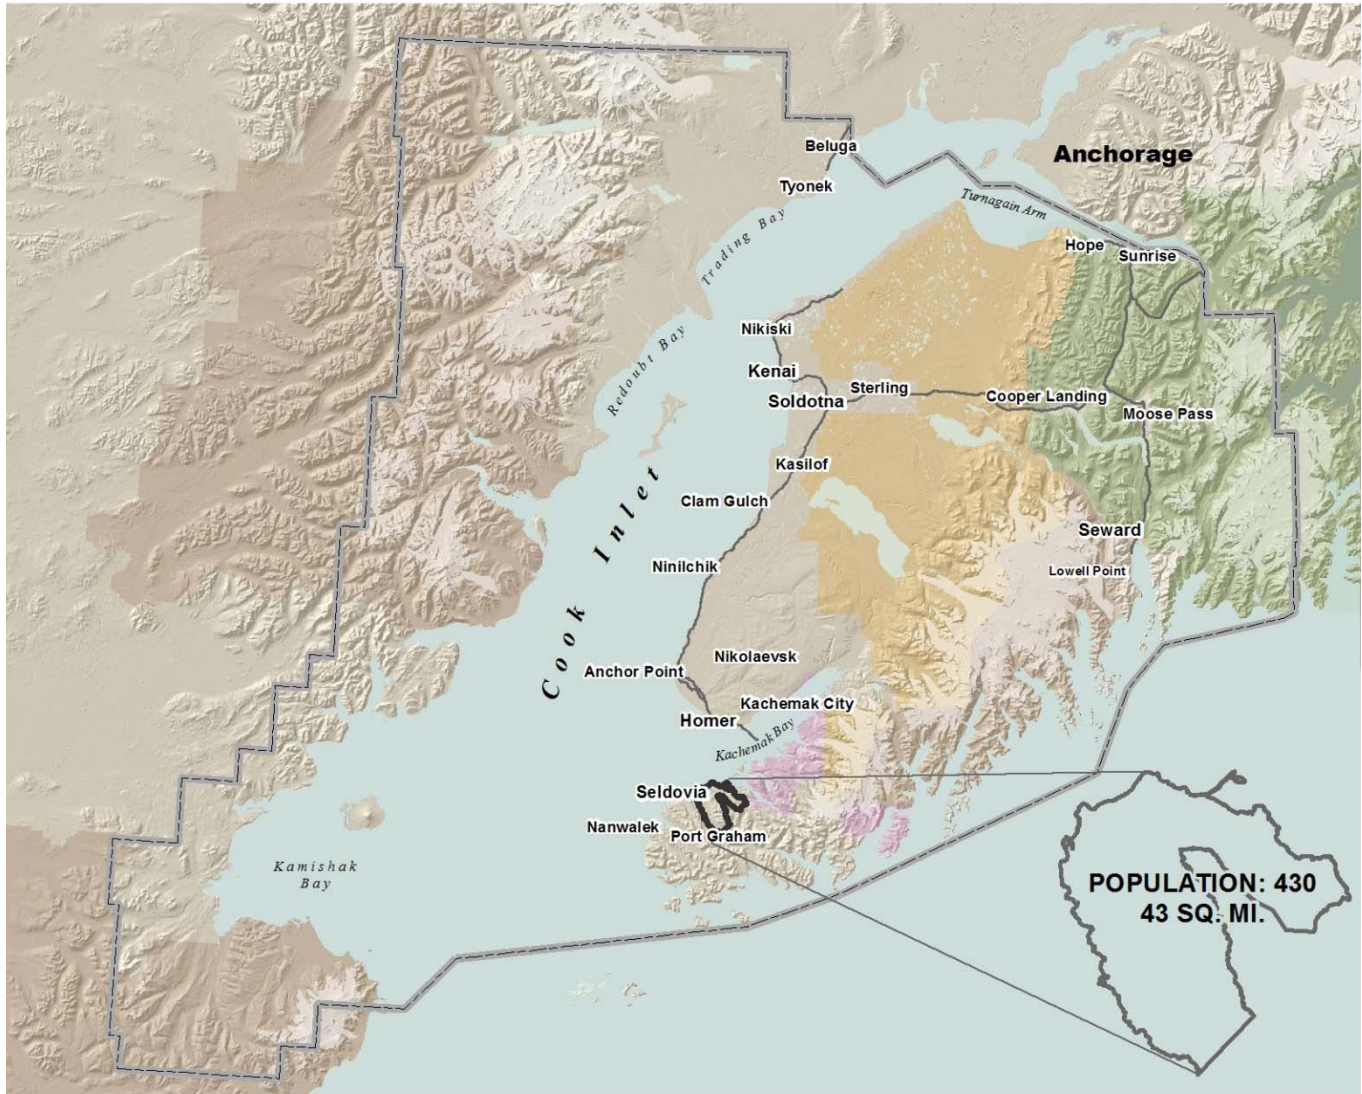 Beluga
Anchorage
Tyonek
Turnagain Arm
Trading Bay
Hope
Sunrise
Nikiski
Redoubt Bay
Kenai
Sterling
Soldotna
Cooper Landing
Moose Pass
Kasilof
Clam Gulch
Cook Inlet
Seward
Ninilchik
Lowell Point
Nikolaevsk
Anchor Point
Kachemak City
Homer
Kachemak Bay
Seldovia
Nanwalek
Port Graham
Kamishak
Bay
POPULATION: 430
43 SQ. MI.